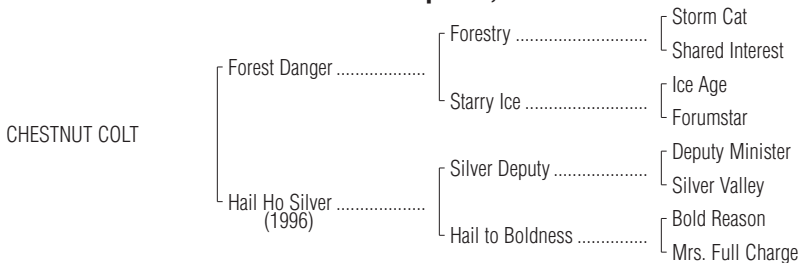 Storm Cat
Forestry ............................
Shared Interest
Forest Danger ...................
Ice Age
Starry Ice ..........................
Forumstar
CHESTNUT COLT
Deputy Minister
Silver Deputy ....................
Silver Valley
Hail Ho Silver ...................
(1996)
Bold Reason
Hail to Boldness ...............
Mrs. Full Charge